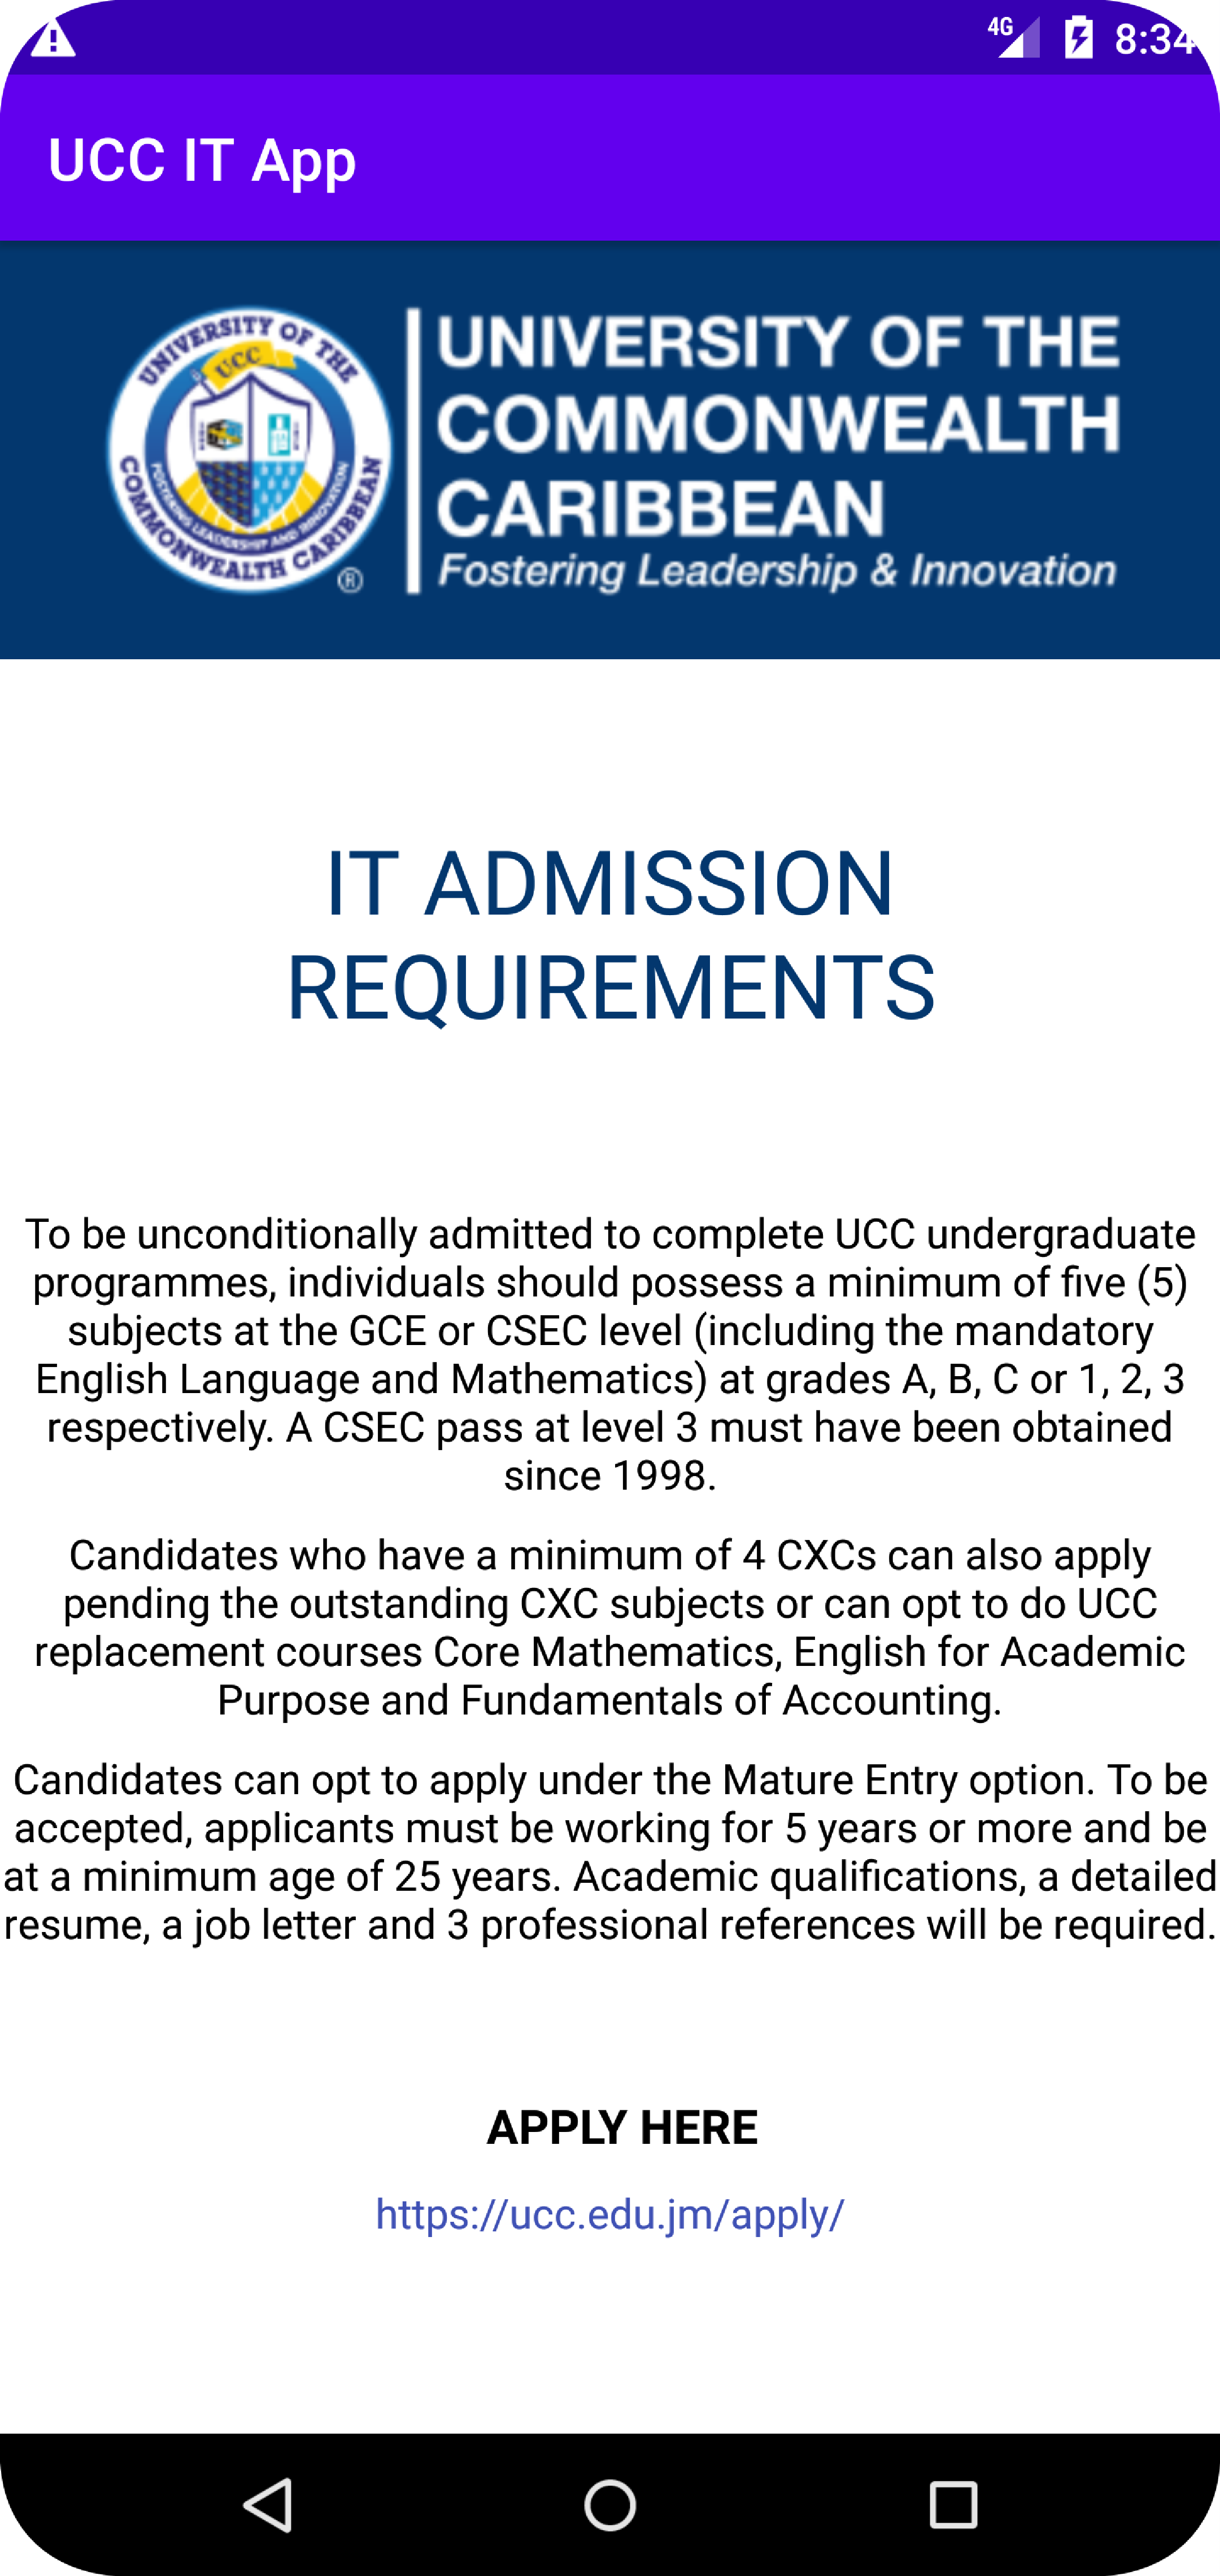 4G 8:34
UCC IT App
UNIVERSITY OF THE
UCC
FOSTERING LEADERSHIP AND INNOVATION
COMMONWEALTH CARIBBEAN
®
UNIVERSITY OF THE
COMMONWEALTH
CARIBBEAN
Fostering Leadership & Innovation
IT ADMISSION
REQUIREMENTS
To be unconditionally admitted to complete UCC undergraduate
programmes, individuals should possess a minimum of five (5)
subjects at the GCE or CSEC level (including the mandatory
English Language and Mathematics) at grades A, B, C or 1, 2, 3
respectively. A CSEC pass at level 3 must have been obtained
since 1998.
Candidates who have a minimum of 4 CXCs can also apply
pending the outstanding CXC subjects or can opt to do UCC
replacement courses Core Mathematics, English for Academic
Purpose and Fundamentals of Accounting.
Candidates can opt to apply under the Mature Entry option. To be
accepted, applicants must be working for 5 years or more and be
at a minimum age of 25 years. Academic qualifications, a detailed
resume, a job letter and 3 professional references will be required.
APPLY HERE
https://ucc.edu.jm/apply/